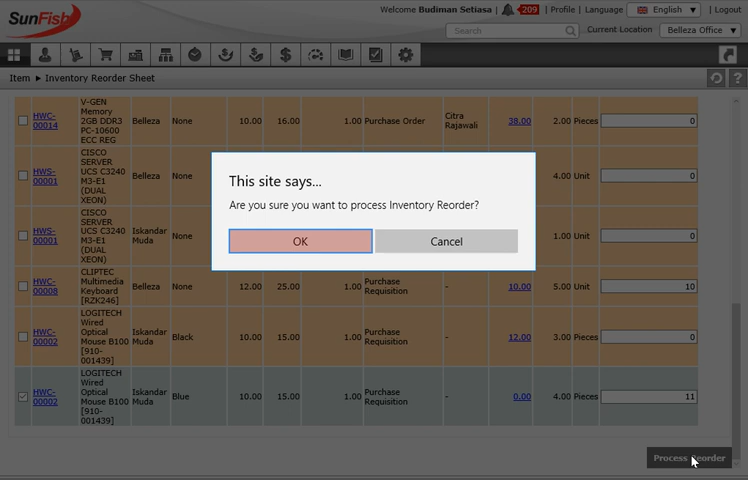 SunFish
Welcome Budiman Setiasa | 209 | Profile | Language English | Logout
Search Current Location Belleza Office
Item ▶ Inventory Reorder Sheet ?
HWC-00014 V-GEN Memory 2GB DDR3 PC-10600 ECC REG Belleza None 10.00 16.00 1.00 Purchase Order Citra Rajawali 38.00 2.00 Pieces 0
HWS-00001 CISCO SERVER UCS C3240 M3-E1 (DUAL XEON) Belleza None 4.00 Unit 0
HWS-00001 CISCO SERVER UCS C3240 M3-E1 (DUAL XEON) Iskandar Muda None 1.00 Unit 0
HWC-00008 CLIPTEC Multimedia Keyboard [RZK246] Belleza None 12.00 25.00 1.00 Purchase Requisition - 10.00 5.00 Unit 10
HWC-00002 LOGITECH Wired Optical Mouse B100 [910-001439] Iskandar Muda Black 10.00 15.00 1.00 Purchase Requisition - 12.00 3.00 Pieces 0
HWC-00002 LOGITECH Wired Optical Mouse B100 [910-001439] Iskandar Muda Blue 10.00 15.00 1.00 Purchase Requisition - 0.00 4.00 Pieces 11
This site says...
Are you sure you want to process Inventory Reorder?
OK Cancel
Process Reorder